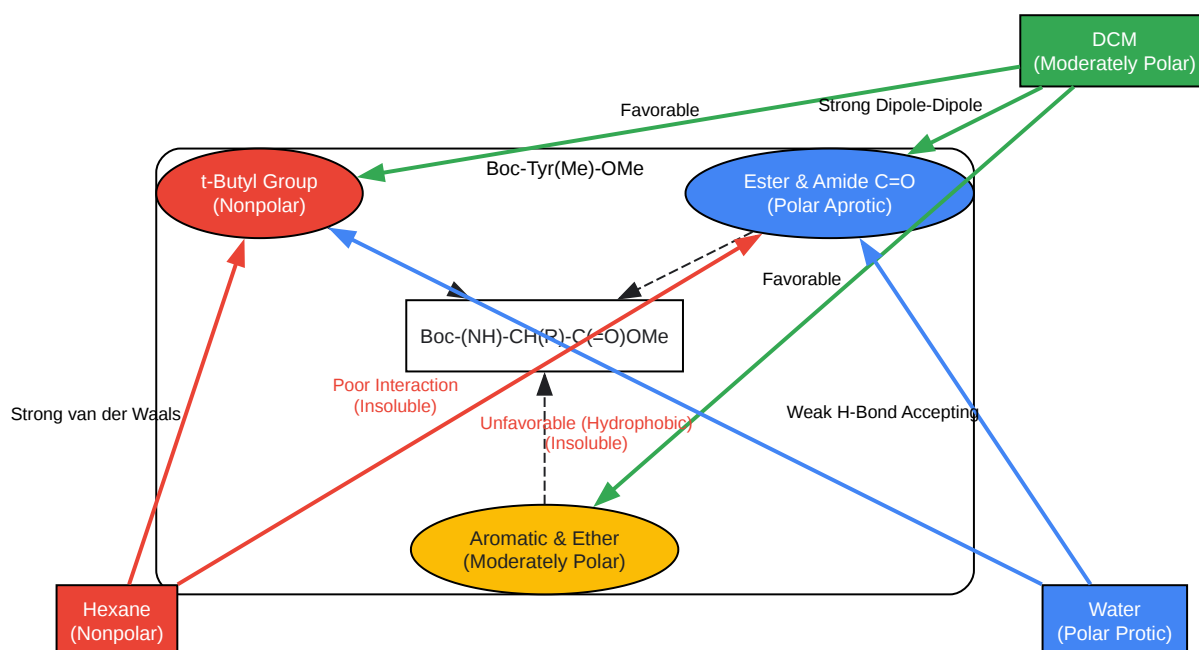 DCM
(Moderately Polar)
Favorable
Strong Dipole-Dipole
Boc-Tyr(Me)-OMe
t-Butyl Group
(Nonpolar)
Ester & Amide C=O
(Polar Aprotic)
Favorable
Boc-(NH)-CH(R)-C(=O)OMe
Poor Interaction
(Insoluble)
Strong van der Waals
Unfavorable (Hydrophobic)
(Insoluble)
Weak H-Bond Accepting
Aromatic & Ether
(Moderately Polar)
Hexane
(Nonpolar)
Water
(Polar Protic)